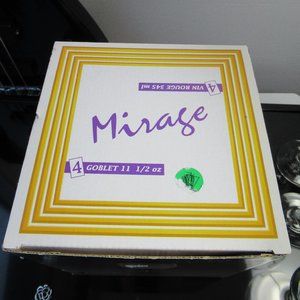 4 VIN ROUGE 345 ml
Mirage
4 GOBLET 11 1/2 oz